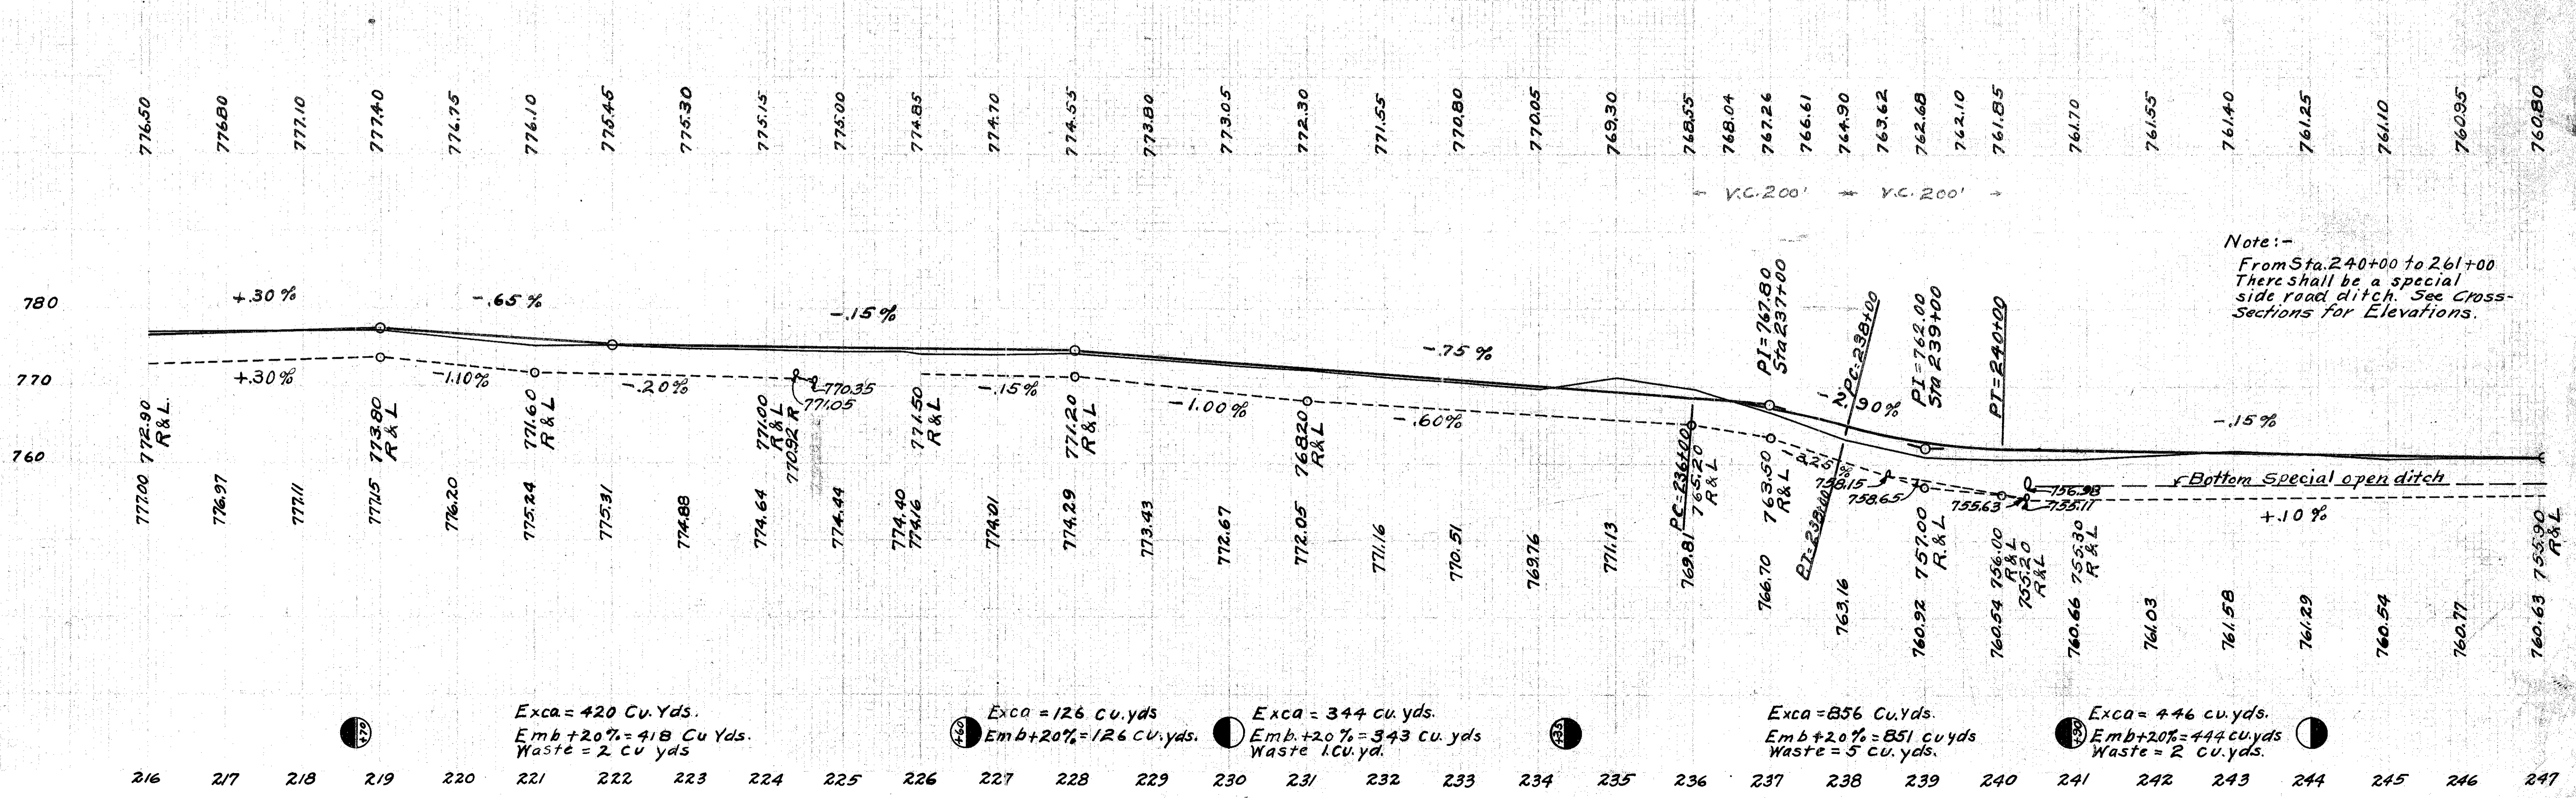 776.50 776.80 777.10 777.40 776.75 776.10 775.45 775.30 775.15 775.00 774.85 774.70 774.55 773.80 773.05 772.30 771.55 770.80 770.05 769.30 768.55 768.04 767.26 766.61 764.90 763.62 762.68 762.10 761.85 761.70 761.55 761.40 761.25 761.10 760.95 760.80
V.C. 200' V.C. 200'
Note:-
From Sta. 240+00 to 261+00
There shall be a special
side road ditch. See Cross-
Sections for Elevations.
780
+.30 % -.65 % -.15 % -.75 % -2.90% -.15 %
PI=767.80
Sta 237+00
PC=238+00
PI=762.00
Sta 239+00
PT=240+00
770
+.30% -1.10% -.20% -.15 % -1.00 % -.60% -3.25 % +.10 %
770.35
771.05
760
772.90
R & L.
773.80
R & L
771.60
R & L
771.00
R & L
770.92 R
771.50
R & L
771.20
R & L
768.20
R & L
PC=236+00
765.20
R & L
763.50
R & L
PT=238+00
758.15
758.65
757.00
R. & L.
755.63
756.00
R & L
755.20
R & L
756.98
755.11
755.30
R & L
755.90
R & L
Bottom Special open ditch
777.00 776.97 777.11 777.15 776.20 775.24 775.31 774.88 774.64 774.44 774.40 774.16 774.01 774.29 773.43 772.67 772.05 771.16 770.51 769.76 771.13 769.81 766.70 763.16 760.92 760.54 760.66 761.03 761.58 761.29 760.54 760.77 760.63
+70
Exca = 420 Cu. Yds.
Emb +20% = 418 Cu Yds.
Waste = 2 cu yds
+60
Exca = 126 cu. yds
Emb+20% = 126 cu. yds.
Exca = 344 cu. yds.
Emb. +20 % = 343 cu. yds
Waste 1. cu. yd.
+35
Exca = 856 Cu. Yds.
Emb +20% = 851 cu yds
Waste = 5 cu. yds.
+90
Exca = 446 cu. yds.
Emb+20% = 444 cu. yds
Waste = 2 cu. yds.
216 217 218 219 220 221 222 223 224 225 226 227 228 229 230 231 232 233 234 235 236 237 238 239 240 241 242 243 244 245 246 247